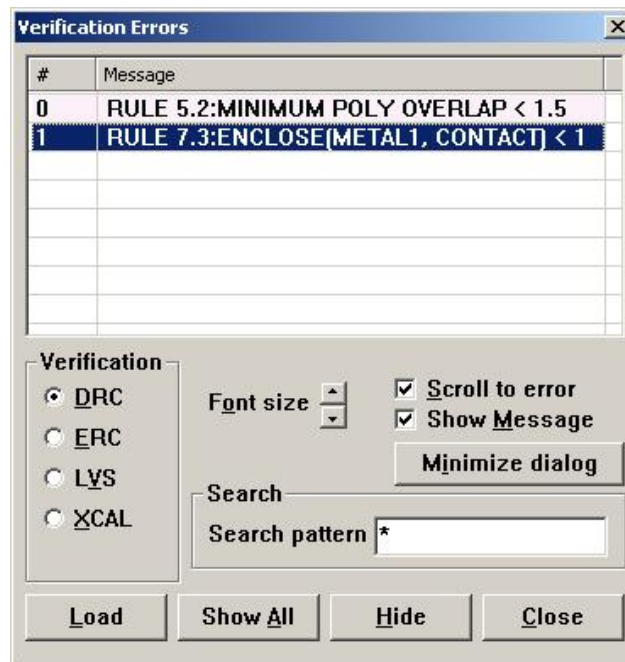 Verification Errors
# Message
0 RULE 5.2:MINIMUM POLY OVERLAP < 1.5
1 RULE 7.3:ENCLOSE(METAL1, CONTACT) < 1
Verification
DRC
ERC
LVS
XCAL
Font size
Scroll to error
Show Message
Minimize dialog
Search
Search pattern *
Load Show All Hide Close